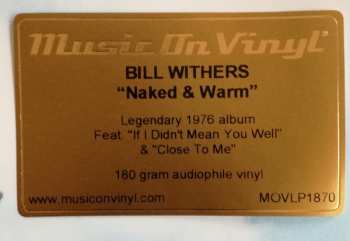 Music On Vinyl
BILL WITHERS
"Naked & Warm"
Legendary 1976 album
Feat. "If I Didn't Mean You Well"
& "Close To Me"
180 gram audiophile vinyl
www.musiconvinyl.com MOVLP1870